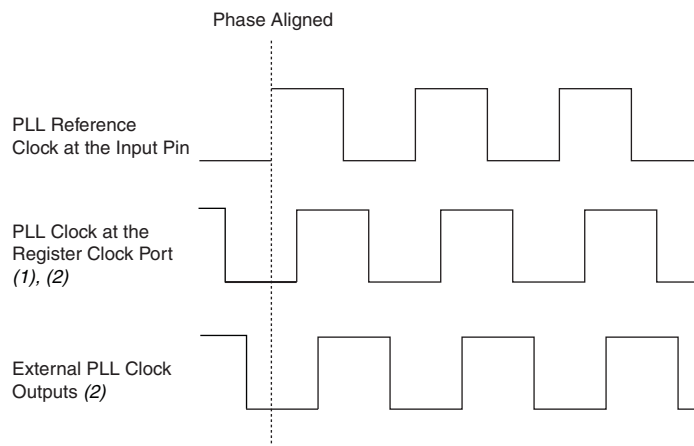 Phase Aligned
PLL Reference
Clock at the Input Pin
PLL Clock at the
Register Clock Port
(1), (2)
External PLL Clock
Outputs (2)